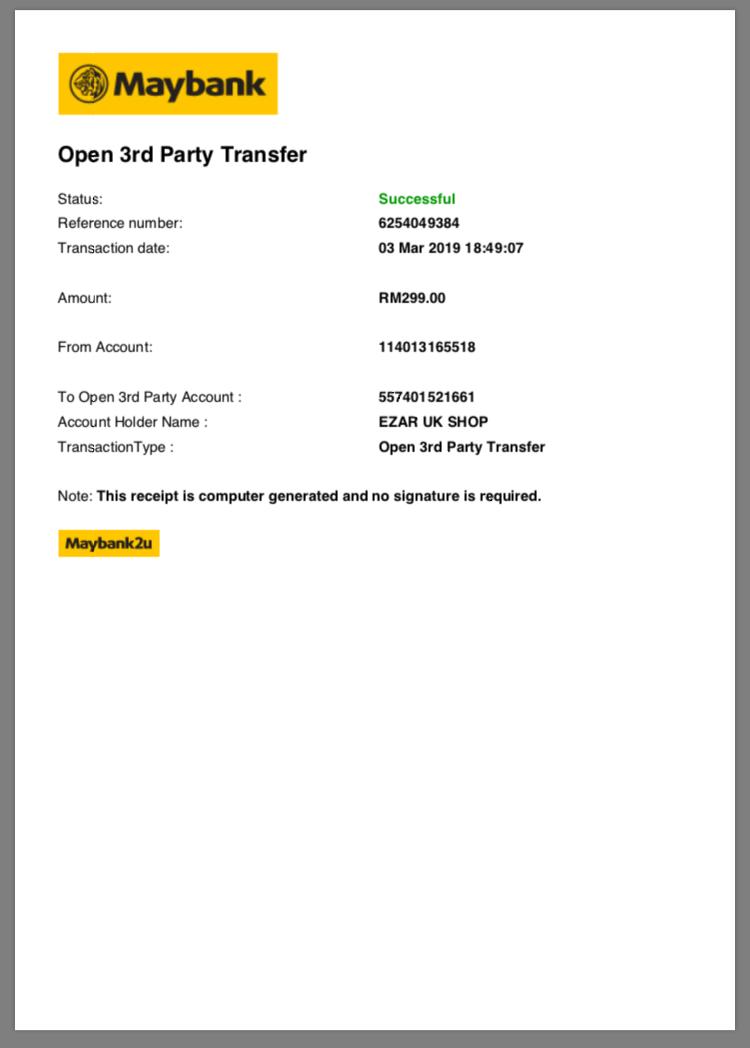 Maybank
Open 3rd Party Transfer
Status: Successful
Reference number: 6254049384
Transaction date: 03 Mar 2019 18:49:07
Amount: RM299.00
From Account: 114013165518
To Open 3rd Party Account : 557401521661
Account Holder Name : EZAR UK SHOP
TransactionType : Open 3rd Party Transfer
Note: This receipt is computer generated and no signature is required.
Maybank2u